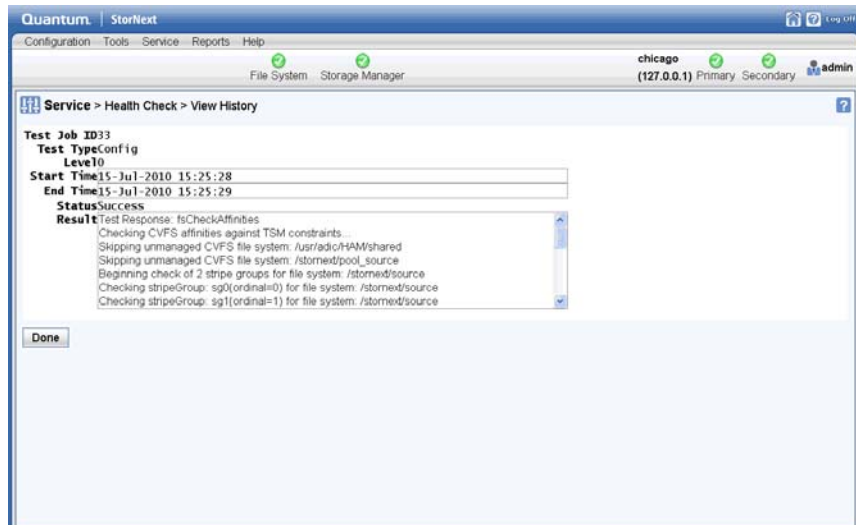 Quantum. | StorNext
Log Off
Configuration Tools Service Reports Help
File System Storage Manager
chicago
(127.0.0.1) Primary Secondary
admin
Service > Health Check > View History
Test Job ID33
Test TypeConfig
Level0
Start Time15-Jul-2010 15:25:28
End Time15-Jul-2010 15:25:29
StatusSuccess
ResultTest Response: fsCheckAffinities
Checking CVFS affinities against TSM constraints...
Skipping unmanaged CVFS file system: /usr/adic/HAM/shared
Skipping unmanaged CVFS file system: /stornext/pool_source
Beginning check of 2 stripe groups for file system: /stornext/source
Checking stripeGroup: sg0(ordinal=0) for file system: /stornext/source
Checking stripeGroup: sg1(ordinal=1) for file system: /stornext/source
Done